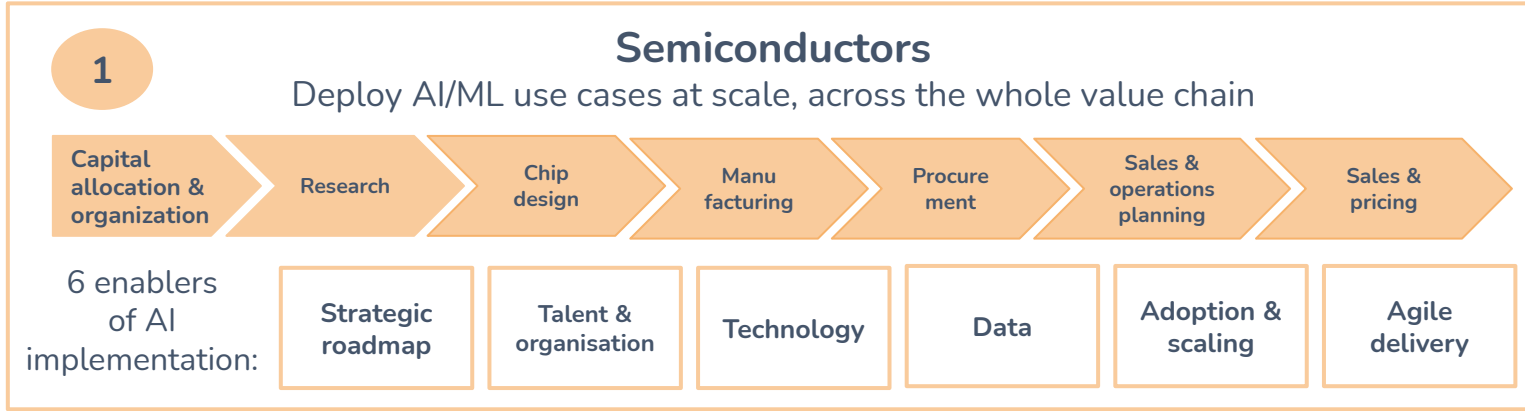 1
Semiconductors
Deploy AI/ML use cases at scale, across the whole value chain
Capital
allocation &
organization
Research
Chip
design
Manu
facturing
Procure
ment
Sales &
operations
planning
Sales &
pricing
6 enablers
of AI
implementation:
Strategic
roadmap
Talent &
organisation
Technology
Data
Adoption &
scaling
Agile
delivery